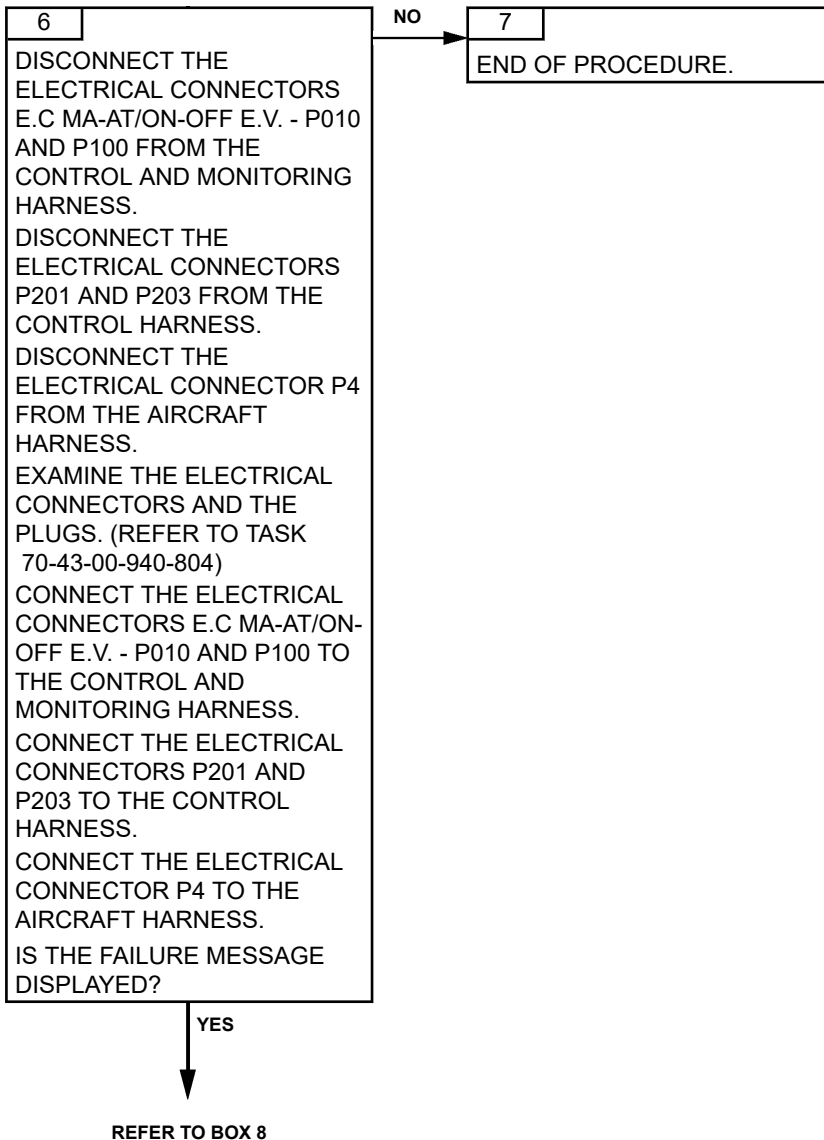 6
DISCONNECT THE
ELECTRICAL CONNECTORS
E.C MA-AT/ON-OFF E.V. - P010
AND P100 FROM THE
CONTROL AND MONITORING
HARNESS.
DISCONNECT THE
ELECTRICAL CONNECTORS
P201 AND P203 FROM THE
CONTROL HARNESS.
DISCONNECT THE
ELECTRICAL CONNECTOR P4
FROM THE AIRCRAFT
HARNESS.
EXAMINE THE ELECTRICAL
CONNECTORS AND THE
PLUGS. (REFER TO TASK
70-43-00-940-804)
CONNECT THE ELECTRICAL
CONNECTORS E.C MA-AT/ON-
OFF E.V. - P010 AND P100 TO
THE CONTROL AND
MONITORING HARNESS.
CONNECT THE ELECTRICAL
CONNECTORS P201 AND
P203 TO THE CONTROL
HARNESS.
CONNECT THE ELECTRICAL
CONNECTOR P4 TO THE
AIRCRAFT HARNESS.
IS THE FAILURE MESSAGE
DISPLAYED?
NO
7
END OF PROCEDURE.
YES
REFER TO BOX 8